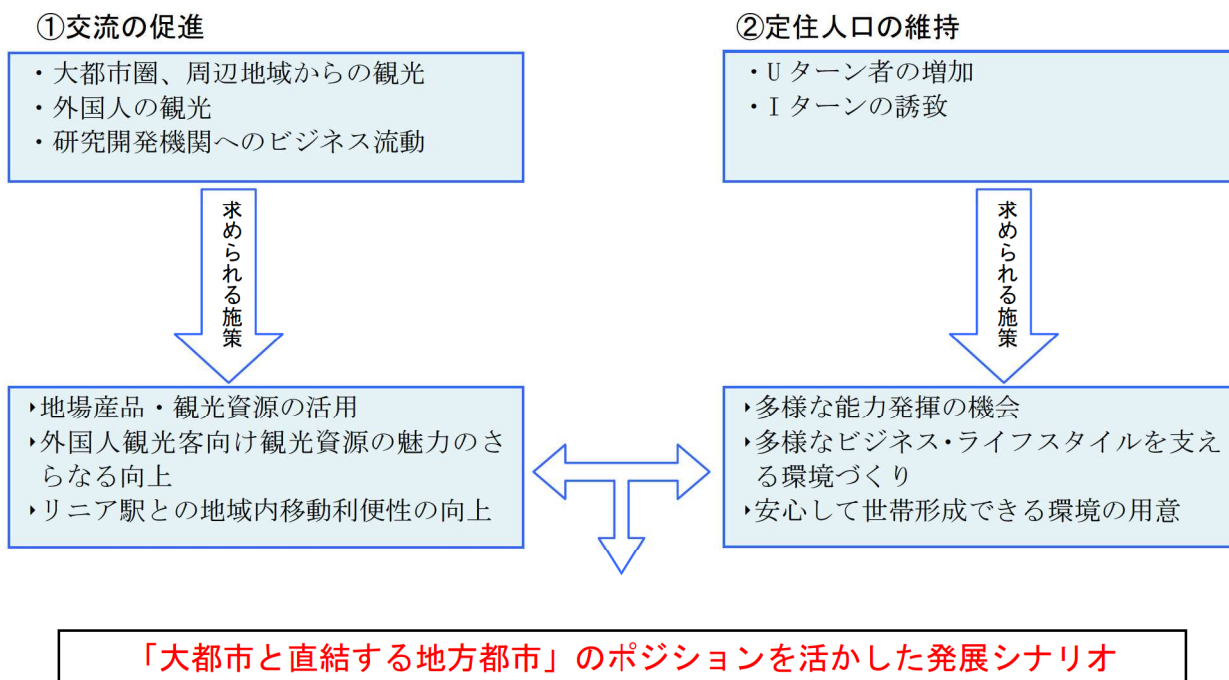 ①交流の促進
・大都市圏、周辺地域からの観光
・外国人の観光
・研究開発機関へのビジネス流動
求められる施策
‣地場産品・観光資源の活用
‣外国人観光客向け観光資源の魅力のさ
らなる向上
‣リニア駅との地域内移動利便性の向上
②定住人口の維持
・Uターン者の増加
・Iターンの誘致
求められる施策
‣多様な能力発揮の機会
‣多様なビジネス・ライフスタイルを支え
る環境づくり
‣安心して世帯形成できる環境の用意
「大都市と直結する地方都市」のポジションを活かした発展シナリオ